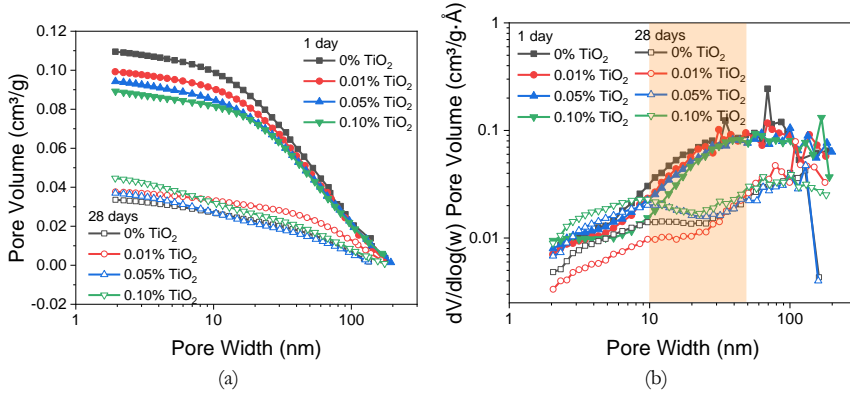 0.12
0.10
0.08
0.06
0.04
0.02
0.00
-0.02
Pore Volume (cm³/g)
1 day
0% TiO₂
0.01% TiO₂
0.05% TiO₂
0.10% TiO₂
28 days
0% TiO₂
0.01% TiO₂
0.05% TiO₂
0.10% TiO₂
1
10
100
Pore Width (nm)
(a)
dV/dlog(w) Pore Volume (cm³/g·Å)
1
0.1
0.01
1 day
0% TiO₂
0.01% TiO₂
0.05% TiO₂
0.10% TiO₂
28 days
0% TiO₂
0.01% TiO₂
0.05% TiO₂
0.10% TiO₂
1
10
100
Pore Width (nm)
(b)